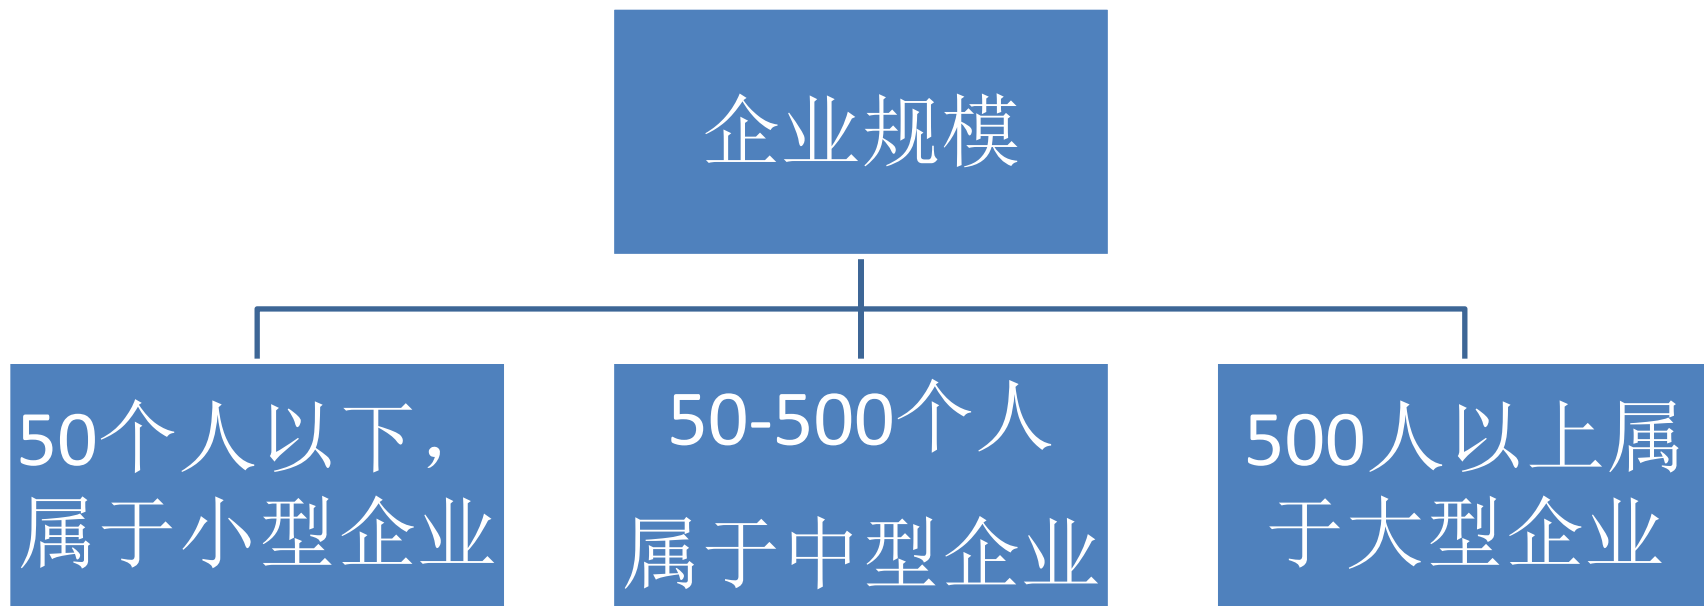 企业规模
50个人以下，
属于小型企业
50-500个人
属于中型企业
500人以上属
于大型企业